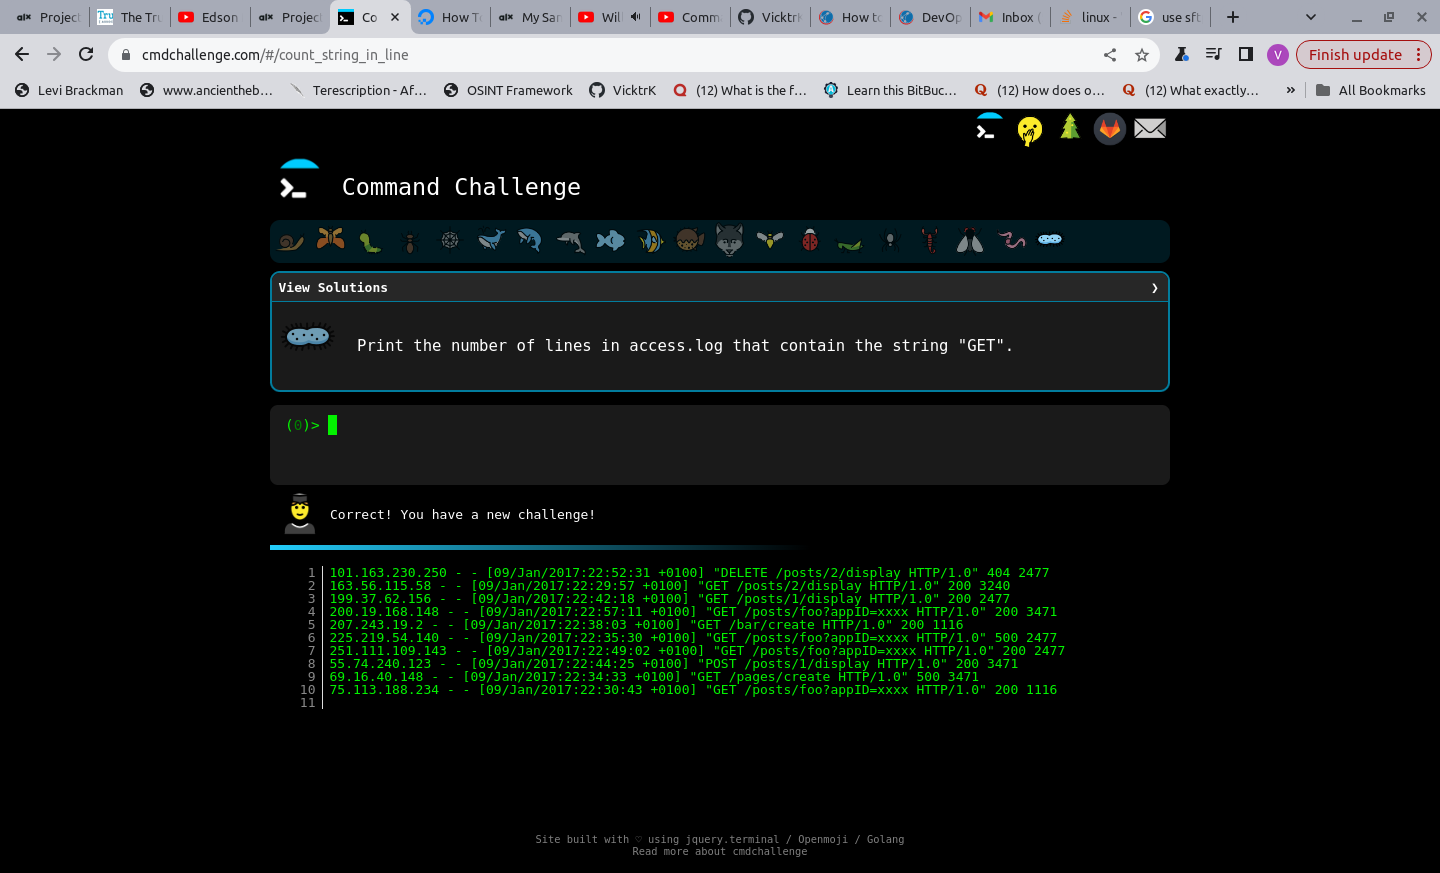 Project
The Tru
Edson
Project
Co
How To
My San
Will
Comma
VicktrK
How to
DevOp
Inbox (
linux -
use sft
cmdchallenge.com/#/count_string_in_line
V
Finish update
Levi Brackman
www.ancientheb…
Terescription - Af…
OSINT Framework
VicktrK
(12) What is the f…
Learn this BitBuc…
(12) How does o…
(12) What exactly…
»
All Bookmarks
Command Challenge
View Solutions ❯
Print the number of lines in access.log that contain the string "GET".
(0)>
Correct! You have a new challenge!
1 101.163.230.250 - - [09/Jan/2017:22:52:31 +0100] "DELETE /posts/2/display HTTP/1.0" 404 2477
2 163.56.115.58 - - [09/Jan/2017:22:29:57 +0100] "GET /posts/2/display HTTP/1.0" 200 3240
3 199.37.62.156 - - [09/Jan/2017:22:42:18 +0100] "GET /posts/1/display HTTP/1.0" 200 2477
4 200.19.168.148 - - [09/Jan/2017:22:57:11 +0100] "GET /posts/foo?appID=xxxx HTTP/1.0" 200 3471
5 207.243.19.2 - - [09/Jan/2017:22:38:03 +0100] "GET /bar/create HTTP/1.0" 200 1116
6 225.219.54.140 - - [09/Jan/2017:22:35:30 +0100] "GET /posts/foo?appID=xxxx HTTP/1.0" 500 2477
7 251.111.109.143 - - [09/Jan/2017:22:49:02 +0100] "GET /posts/foo?appID=xxxx HTTP/1.0" 200 2477
8 55.74.240.123 - - [09/Jan/2017:22:44:25 +0100] "POST /posts/1/display HTTP/1.0" 200 3471
9 69.16.40.148 - - [09/Jan/2017:22:34:33 +0100] "GET /pages/create HTTP/1.0" 500 3471
10 75.113.188.234 - - [09/Jan/2017:22:30:43 +0100] "GET /posts/foo?appID=xxxx HTTP/1.0" 200 1116
11
Site built with ♡ using jquery.terminal / Openmoji / Golang
Read more about cmdchallenge